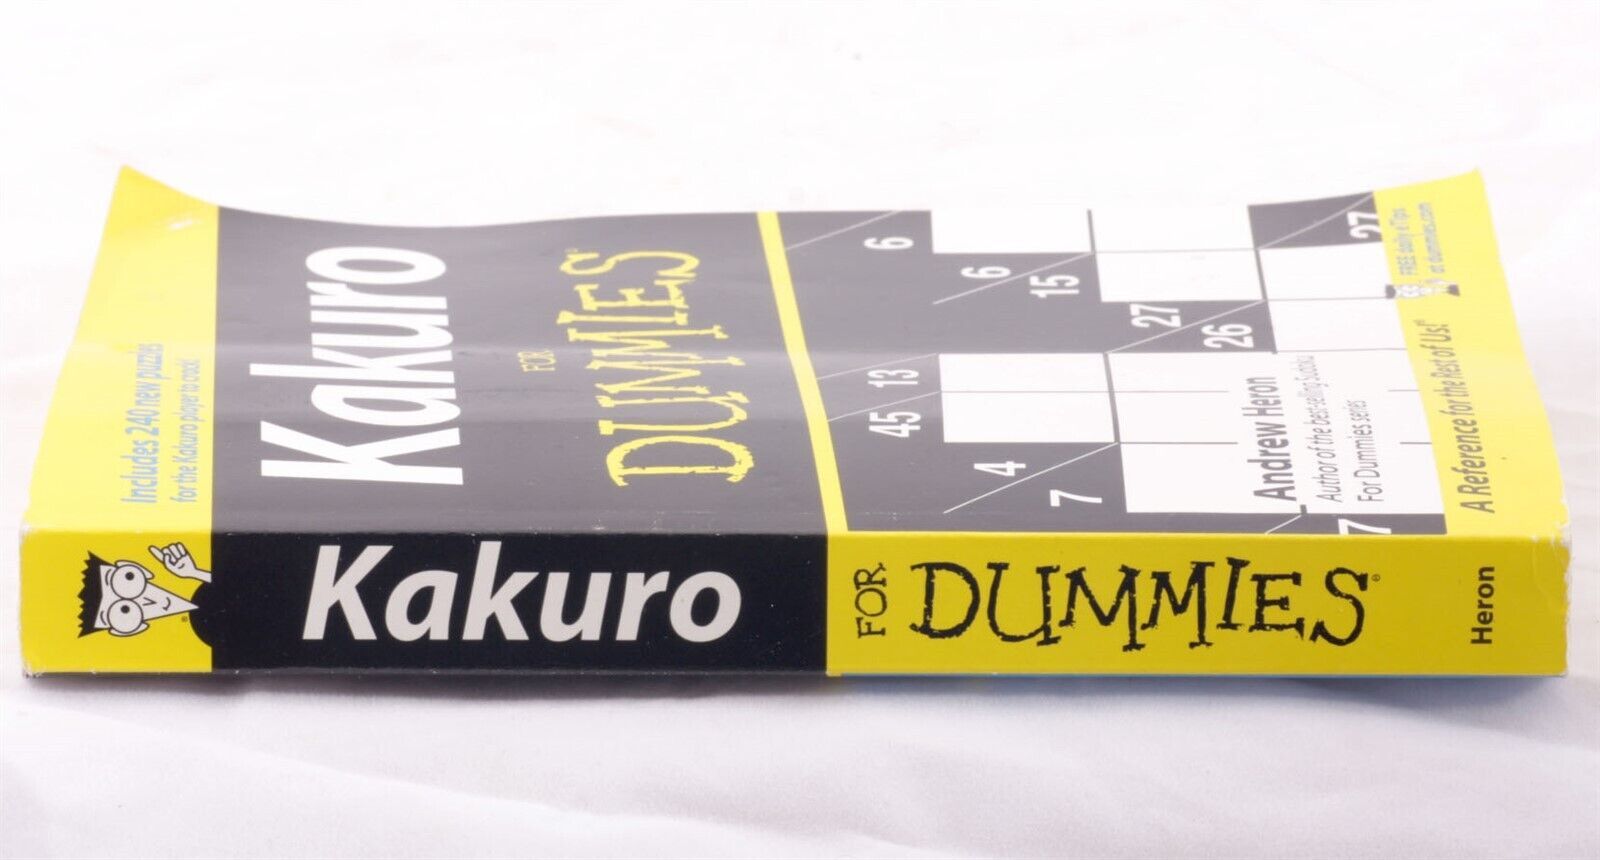 Includes 240 new puzzles
for the Kakuro player to crack!
Kakuro
FOR
DUMMIES®
6
6
15
27
27
26
13
45
4
7
7
Andrew Heron
Author of the best-selling Sudoku
For Dummies series
FREE daily eTips
at dummies.com
A Reference for the Rest of Us!®
Kakuro
FOR
DUMMIES®
Heron